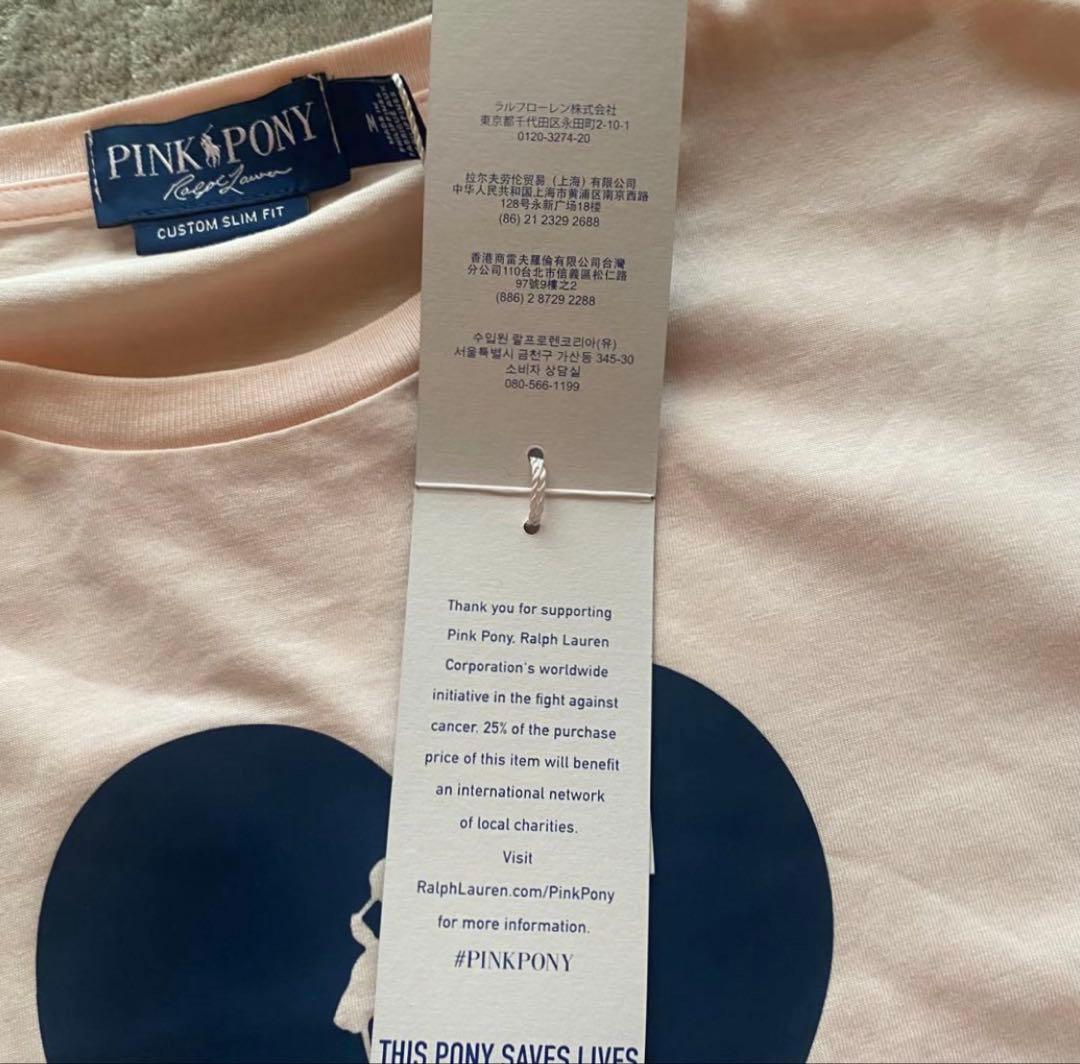 PINK PONY
Ralph Lauren
CUSTOM SLIM FIT
M
ラルフローレン株式会社
東京都千代田区永田町2-10-1
0120-3274-20
拉尔夫劳伦贸易（上海）有限公司
中华人民共和国上海市黄浦区南京西路
128号永新广场18楼
(86) 21 2329 2688
香港商雷夫羅倫有限公司台灣
分公司110台北市信義區松仁路
97號9樓之2
(886) 2 8729 2288
수입원 랄프로렌코리아(유)
서울특별시 금천구 가산동 345-30
소비자 상담실
080-566-1199
Thank you for supporting
Pink Pony. Ralph Lauren
Corporation's worldwide
initiative in the fight against
cancer. 25% of the purchase
price of this item will benefit
an international network
of local charities.
Visit
RalphLauren.com/PinkPony
for more information.
#PINKPONY
THIS PONY SAVES LIVES